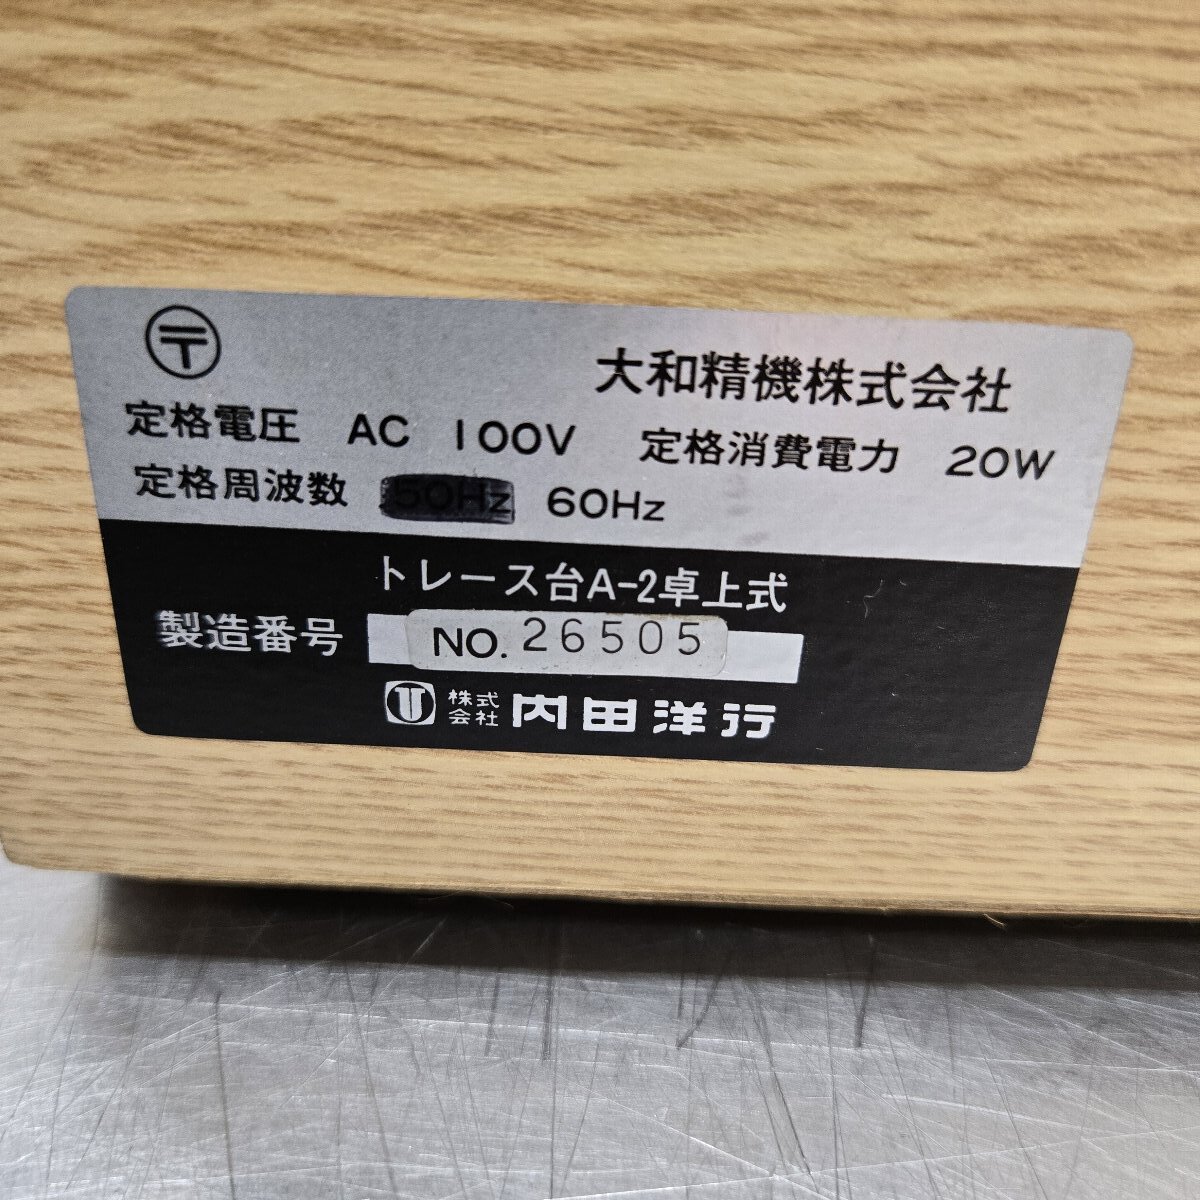 〒
大和精機株式会社
定格電圧 AC 100V 定格消費電力 20W
定格周波数 50Hz 60Hz
トレース台A-2卓上式
製造番号 NO. 26505
株式会社 内田洋行